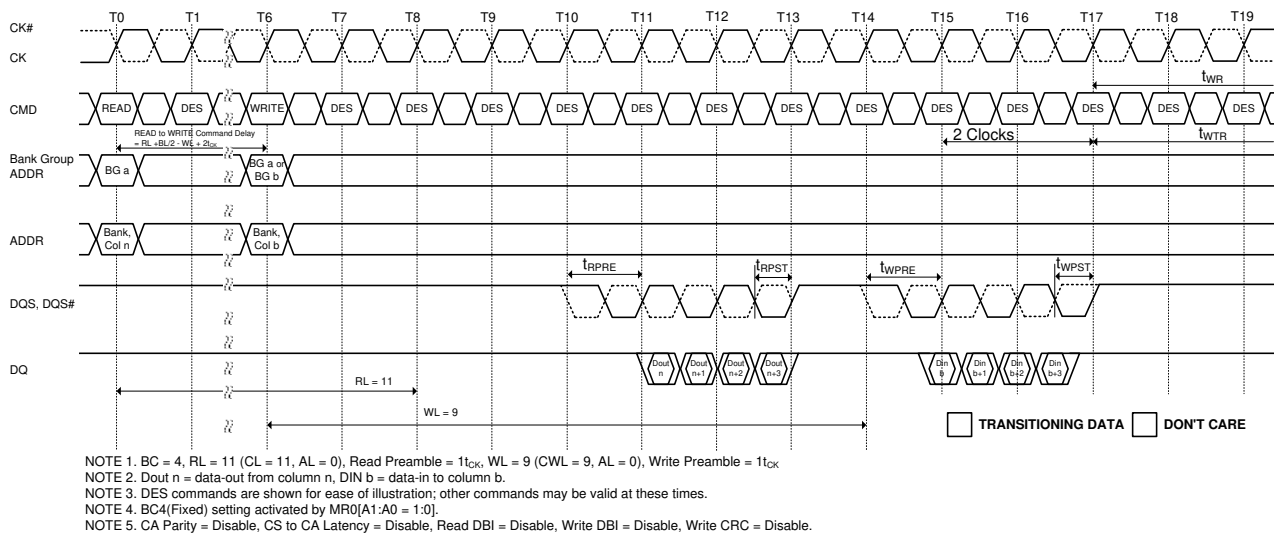 T0 T1 T6 T7 T8 T9 T10 T11 T12 T13 T14 T15 T16 T17 T18 T19
CK#
CK
tWR
CMD READ DES WRITE DES DES DES DES DES DES DES DES DES DES DES DES DES
READ to WRITE Command Delay
= RL +BL/2 - WL + 2tCK
2 Clocks tWTR
Bank Group
ADDR
BG a
BG a or
BG b
ADDR
Bank,
Col n
Bank,
Col b
tRPRE tRPST tWPRE tWPST
DQS, DQS#
DQ
Dout
n
Dout
n+1
Dout
n+2
Dout
n+3
Din
b
Din
b+1
Din
b+2
Din
b+3
RL = 11
WL = 9
TRANSITIONING DATA DON'T CARE
NOTE 1. BC = 4, RL = 11 (CL = 11, AL = 0), Read Preamble = 1tCK, WL = 9 (CWL = 9, AL = 0), Write Preamble = 1tCK
NOTE 2. Dout n = data-out from column n, DIN b = data-in to column b.
NOTE 3. DES commands are shown for ease of illustration; other commands may be valid at these times.
NOTE 4. BC4(Fixed) setting activated by MR0[A1:A0 = 1:0].
NOTE 5. CA Parity = Disable, CS to CA Latency = Disable, Read DBI = Disable, Write DBI = Disable, Write CRC = Disable.